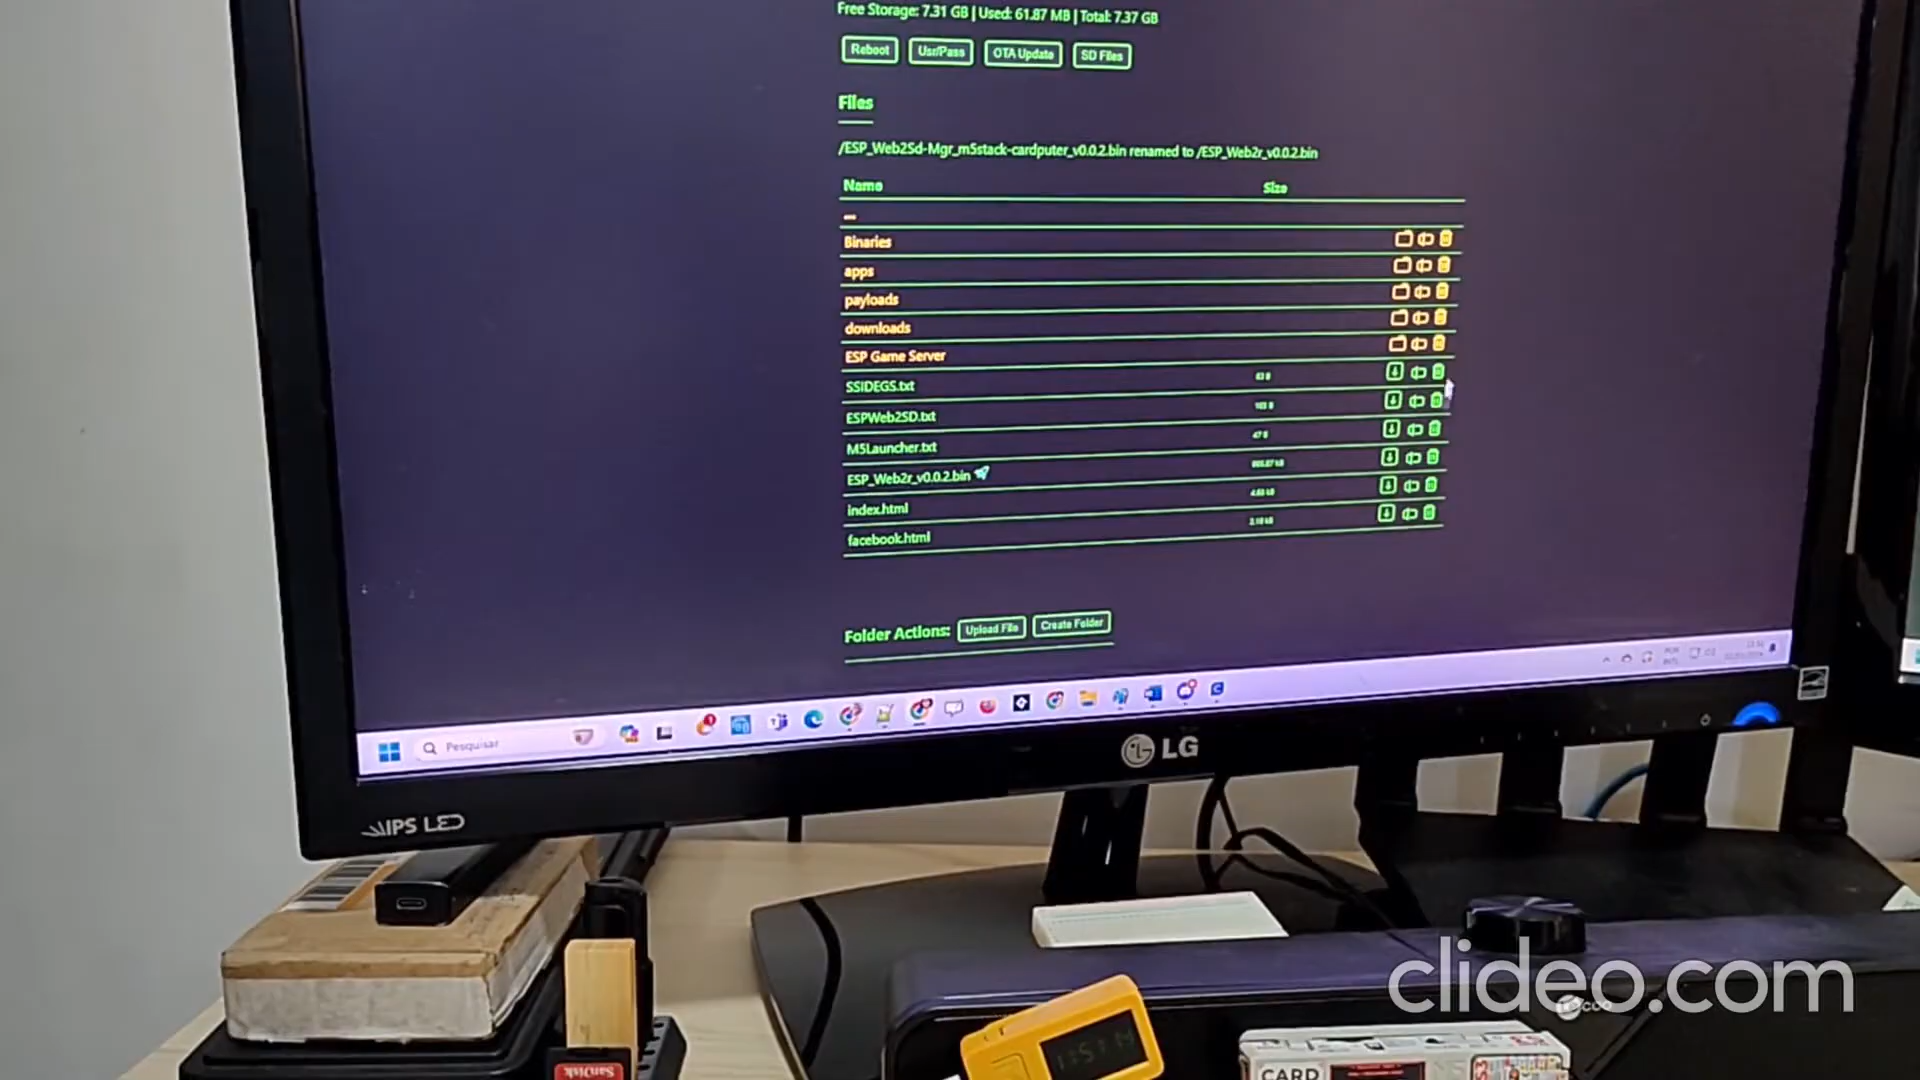 Free Storage: 7.31 GB | Used: 61.87 MB | Total: 7.37 GB
Reboot Usr/Pass OTA Update SD Files
Files
/ESP_Web2Sd-Mgr_m5stack-cardputer_v0.0.2.bin renamed to /ESP_Web2r_v0.0.2.bin
Name Size
Binaries
apps
payloads
downloads
ESP Game Server
SSIDEGS.txt
ESPWeb2SD.txt
M5Launcher.txt
ESP_Web2r_v0.0.2.bin
index.html
facebook.html
Folder Actions: Upload File Create Folder
Pesquisar
LG
IPS LED
clideo.com
SanDisk
CARD